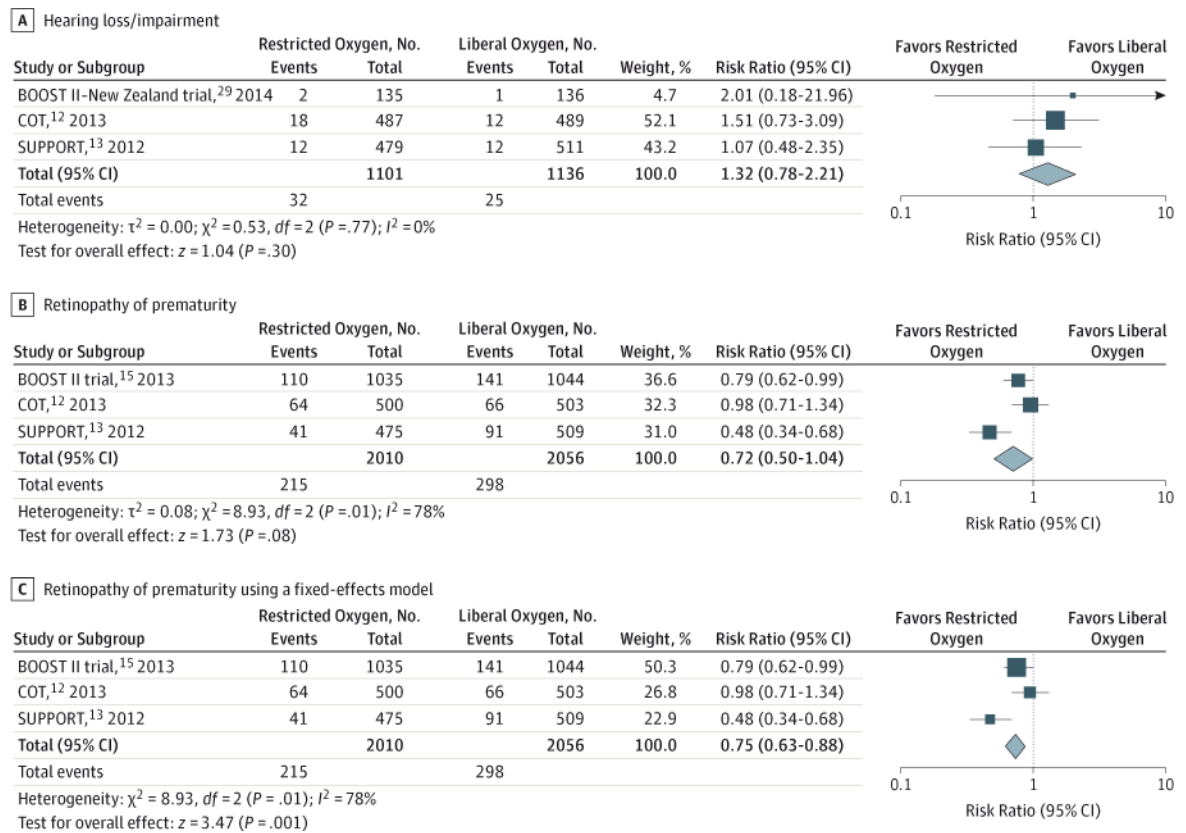 A Hearing loss/impairment
Restricted Oxygen, No. Liberal Oxygen, No. Favors Restricted Oxygen Favors Liberal Oxygen
Study or Subgroup Events Total Events Total Weight, % Risk Ratio (95% CI)
BOOST II–New Zealand trial,29 2014 2 135 1 136 4.7 2.01 (0.18-21.96)
COT,12 2013 18 487 12 489 52.1 1.51 (0.73-3.09)
SUPPORT,13 2012 12 479 12 511 43.2 1.07 (0.48-2.35)
Total (95% CI) 1101 1136 100.0 1.32 (0.78-2.21)
Total events 32 25
Heterogeneity: τ2 = 0.00; χ2 = 0.53, df = 2 (P = .77); I2 = 0%
Test for overall effect: z = 1.04 (P = .30)
0.1 1 10
Risk Ratio (95% CI)
B Retinopathy of prematurity
Restricted Oxygen, No. Liberal Oxygen, No. Favors Restricted Oxygen Favors Liberal Oxygen
Study or Subgroup Events Total Events Total Weight, % Risk Ratio (95% CI)
BOOST II trial,15 2013 110 1035 141 1044 36.6 0.79 (0.62-0.99)
COT,12 2013 64 500 66 503 32.3 0.98 (0.71-1.34)
SUPPORT,13 2012 41 475 91 509 31.0 0.48 (0.34-0.68)
Total (95% CI) 2010 2056 100.0 0.72 (0.50-1.04)
Total events 215 298
Heterogeneity: τ2 = 0.08; χ2 = 8.93, df = 2 (P = .01); I2 = 78%
Test for overall effect: z = 1.73 (P = .08)
0.1 1 10
Risk Ratio (95% CI)
C Retinopathy of prematurity using a fixed-effects model
Restricted Oxygen, No. Liberal Oxygen, No. Favors Restricted Oxygen Favors Liberal Oxygen
Study or Subgroup Events Total Events Total Weight, % Risk Ratio (95% CI)
BOOST II trial,15 2013 110 1035 141 1044 50.3 0.79 (0.62-0.99)
COT,12 2013 64 500 66 503 26.8 0.98 (0.71-1.34)
SUPPORT,13 2012 41 475 91 509 22.9 0.48 (0.34-0.68)
Total (95% CI) 2010 2056 100.0 0.75 (0.63-0.88)
Total events 215 298
Heterogeneity: χ2 = 8.93, df = 2 (P = .01); I2 = 78%
Test for overall effect: z = 3.47 (P = .001)
0.1 1 10
Risk Ratio (95% CI)